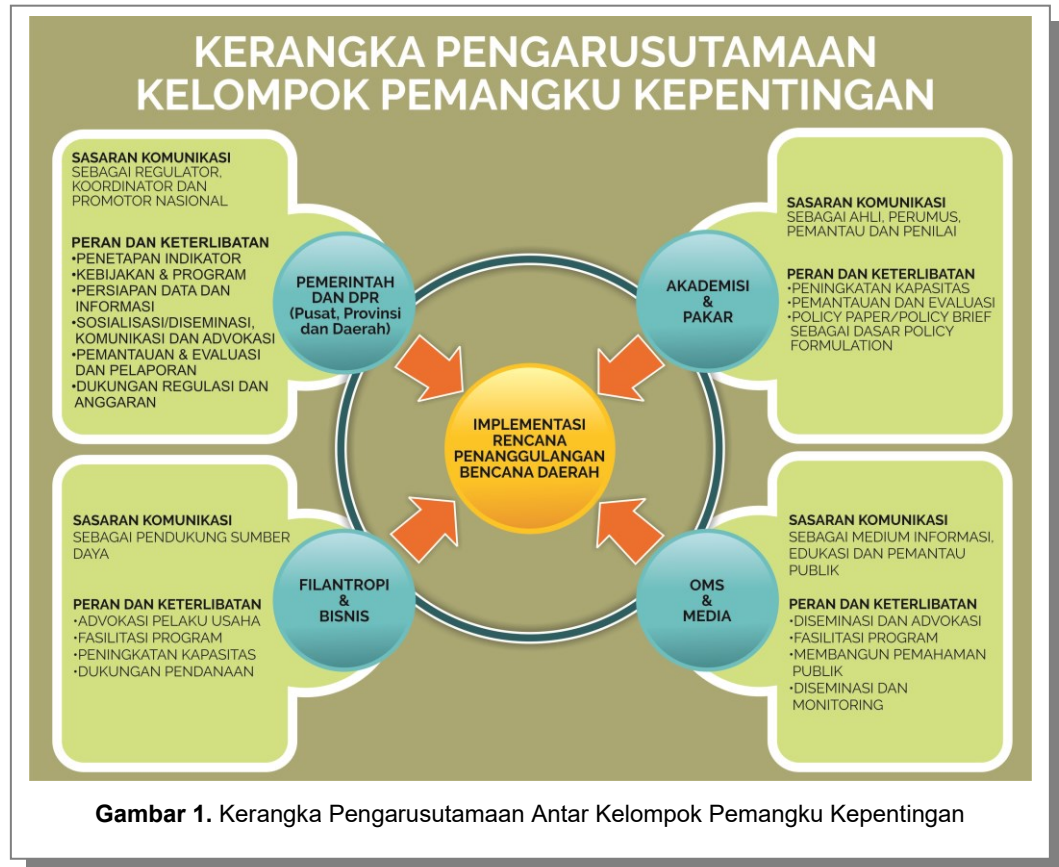 KERANGKA PENGARUSUTAMAAN
KELOMPOK PEMANGKU KEPENTINGAN
SASARAN KOMUNIKASI
SEBAGAI REGULATOR,
KOORDINATOR DAN
PROMOTOR NASIONAL
PERAN DAN KETERLIBATAN
•PENETAPAN INDIKATOR
•KEBIJAKAN & PROGRAM
•PERSIAPAN DATA DAN
INFORMASI
•SOSIALISASI/DISEMINASI,
KOMUNIKASI DAN ADVOKASI
•PEMANTAUAN & EVALUASI
DAN PELAPORAN
•DUKUNGAN REGULASI DAN
ANGGARAN
PEMERINTAH
DAN DPR
(Pusat, Provinsi
dan Daerah)
AKADEMISI
&
PAKAR
SASARAN KOMUNIKASI
SEBAGAI AHLI, PERUMUS,
PEMANTAU DAN PENILAI
PERAN DAN KETERLIBATAN
•PENINGKATAN KAPASITAS
•PEMANTAUAN DAN EVALUASI
•POLICY PAPER/POLICY BRIEF
SEBAGAI DASAR POLICY
FORMULATION
IMPLEMENTASI
RENCANA
PENANGGULANGAN
BENCANA DAERAH
SASARAN KOMUNIKASI
SEBAGAI PENDUKUNG SUMBER
DAYA
PERAN DAN KETERLIBATAN
•ADVOKASI PELAKU USAHA
•FASILITASI PROGRAM
•PENINGKATAN KAPASITAS
•DUKUNGAN PENDANAAN
FILANTROPI
&
BISNIS
OMS
&
MEDIA
SASARAN KOMUNIKASI
SEBAGAI MEDIUM INFORMASI,
EDUKASI DAN PEMANTAU
PUBLIK
PERAN DAN KETERLIBATAN
•DISEMINASI DAN ADVOKASI
•FASILITASI PROGRAM
•MEMBANGUN PEMAHAMAN
PUBLIK
•DISEMINASI DAN
MONITORING
Gambar 1. Kerangka Pengarusutamaan Antar Kelompok Pemangku Kepentingan